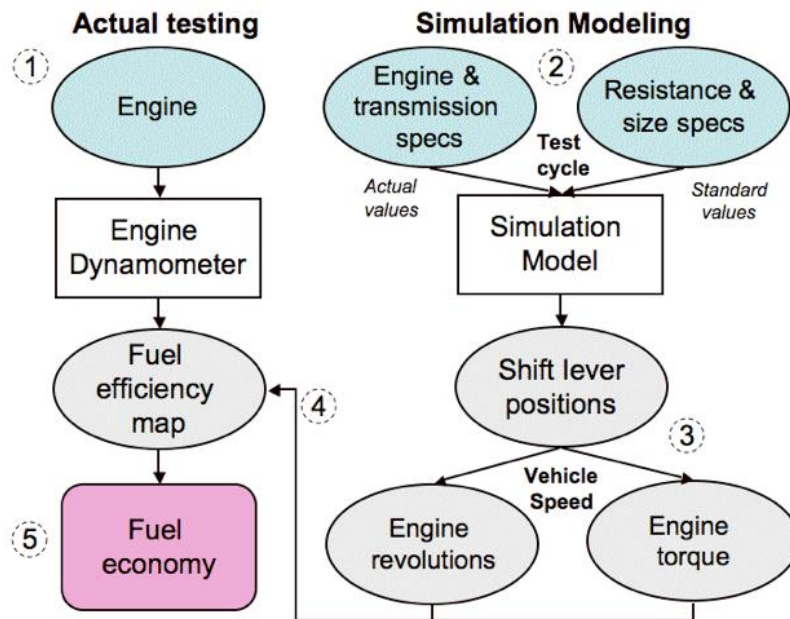 Actual testing
Simulation Modeling
1
Engine
Engine
Dynamometer
Fuel
efficiency
map
4
5
Fuel
economy
2
Engine &
transmission
specs
Resistance &
size specs
Test
cycle
Actual
values
Standard
values
Simulation
Model
Shift lever
positions
3
Vehicle
Speed
Engine
revolutions
Engine
torque